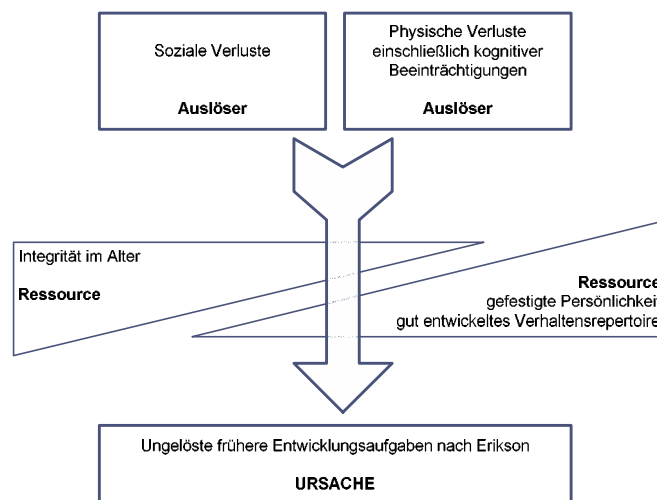 Soziale Verluste
Auslöser
Physische Verluste
einschließlich kognitiver
Beeinträchtigungen
Auslöser
Integrität im Alter
Ressource
Ressource
gefestigte Persönlichkeit
gut entwickeltes Verhaltensrepertoire
Ungelöste frühere Entwicklungsaufgaben nach Erikson
URSACHE